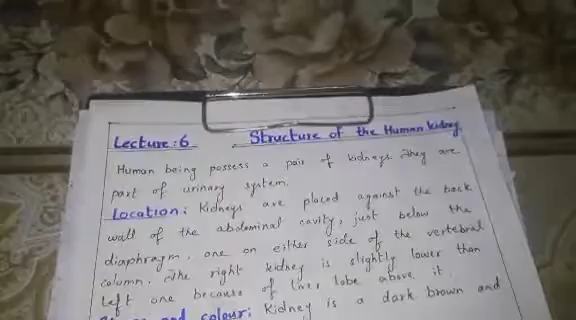 Lecture: 6 Structure of the Human kidney
Human being possess a pair of kidneys. They are
part of urinary system.
Location: Kidneys are placed against the back
wall of the abdominal cavity, just below the
diaphragm, one on either side of the vertebral
column. The right kidney is slightly lower than
left one because of liver lobe above it.
and colour: Kidney is a dark brown and